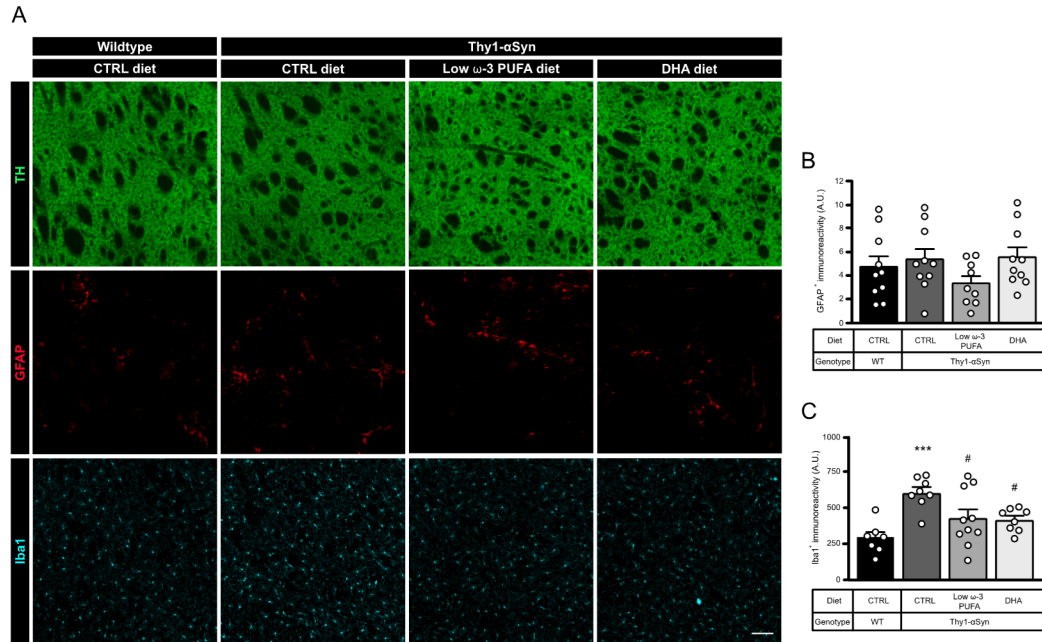 A
Wildtype
Thy1-αSyn
CTRL diet
CTRL diet
Low ω-3 PUFA diet
DHA diet
TH
GFAP
Iba1
B
GFAP⁺ immunoreactivity (A.U.)
12
10
8
6
4
2
0
Diet CTRL CTRL Low ω-3 PUFA DHA
Genotype WT Thy1-αSyn
C
Iba1⁺ immunoreactivity (A.U.)
1000
750
500
250
0
***
#
#
Diet CTRL CTRL Low ω-3 PUFA DHA
Genotype WT Thy1-αSyn